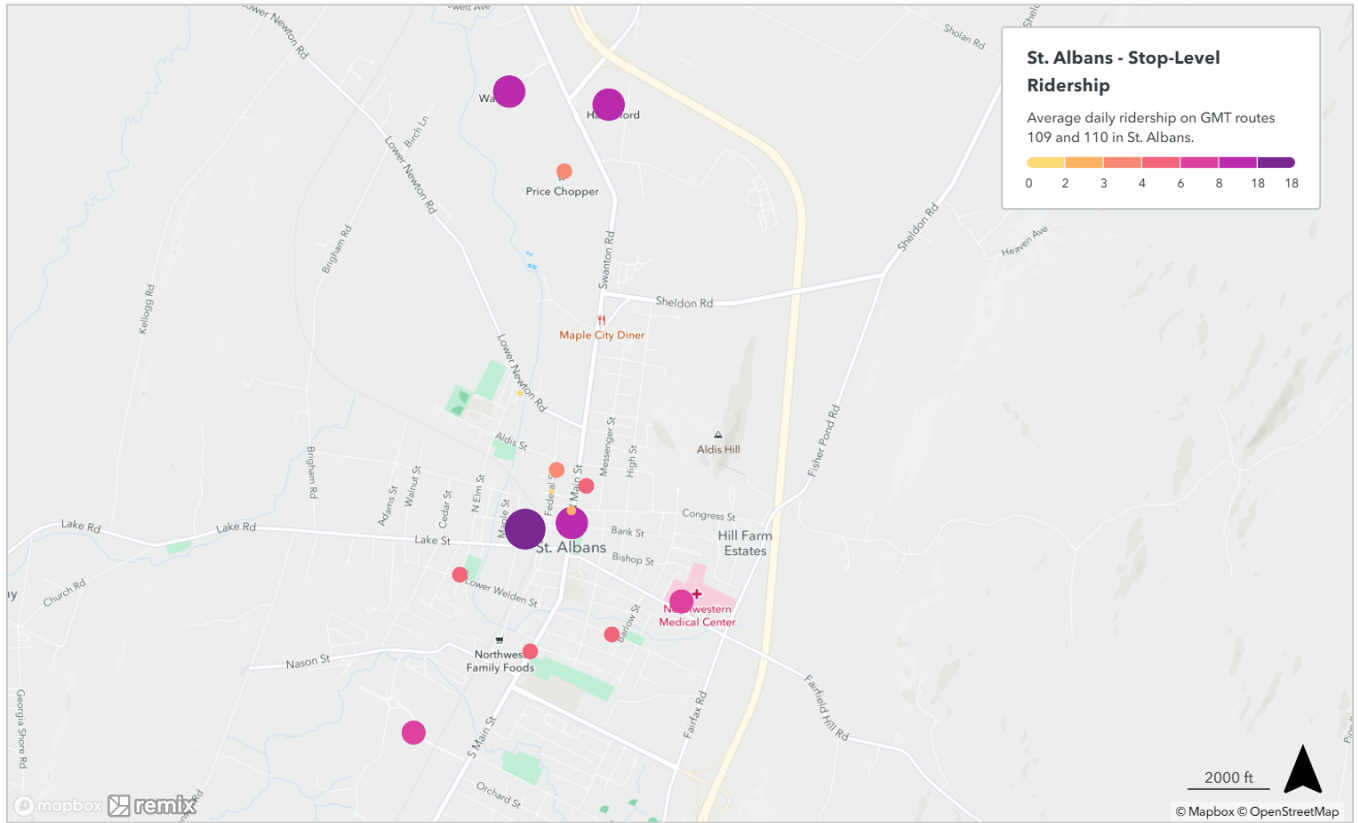 Lower Newton Rd
St. Albans - Stop-Level
Ridership
Average daily ridership on GMT routes
109 and 110 in St. Albans.
0 2 3 4 6 8 18 18
Sholan Rd
Birch Ln
Lower Newton Rd
Price Chopper
Swanton Rd
Sheldon Rd
Heaven Ave
Brigham Rd
Kellogg Rd
Sheldon Rd
Maple City Diner
Lower Newton Rd
Aldis St
Messenger St
High St
Aldis Hill
Fisher Pond Rd
Brigham Rd
Adams St
Walnut St
Cedar St
N Elm St
Maple St
Main St
Congress St
Lake Rd
Lake Rd
Lake St
Bank St
St. Albans
Bishop St
Hill Farm
Estates
Church Rd
Lower Welden St
Barlow St
Medical Center
Nason St
Family Foods
Georgia Shore Rd
S Main St
Fairfax Rd
Fairfield Hill Rd
Orchard St
2000 ft
mapbox remix
© Mapbox © OpenStreetMap